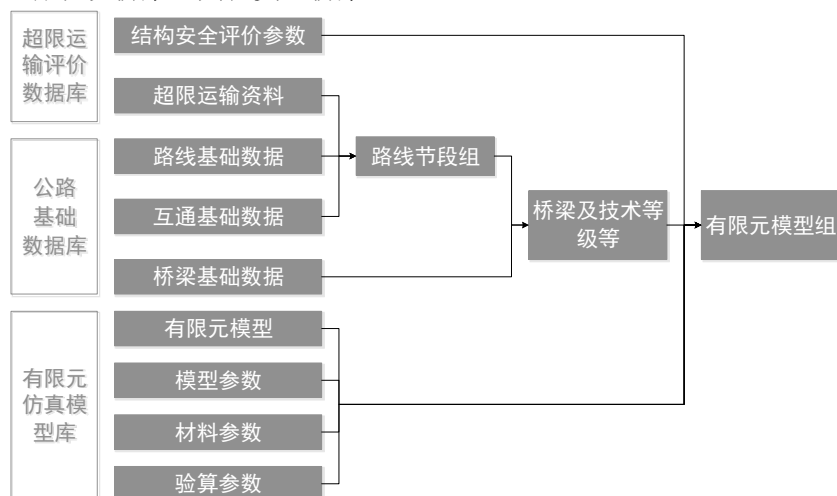 超限运
输评价
数据库
结构安全评价参数
超限运输资料
公路
基础
数据库
路线基础数据
互通基础数据
桥梁基础数据
路线节段组
桥梁及技术等
级等
有限元模型组
有限元
仿真模
型库
有限元模型
模型参数
材料参数
验算参数